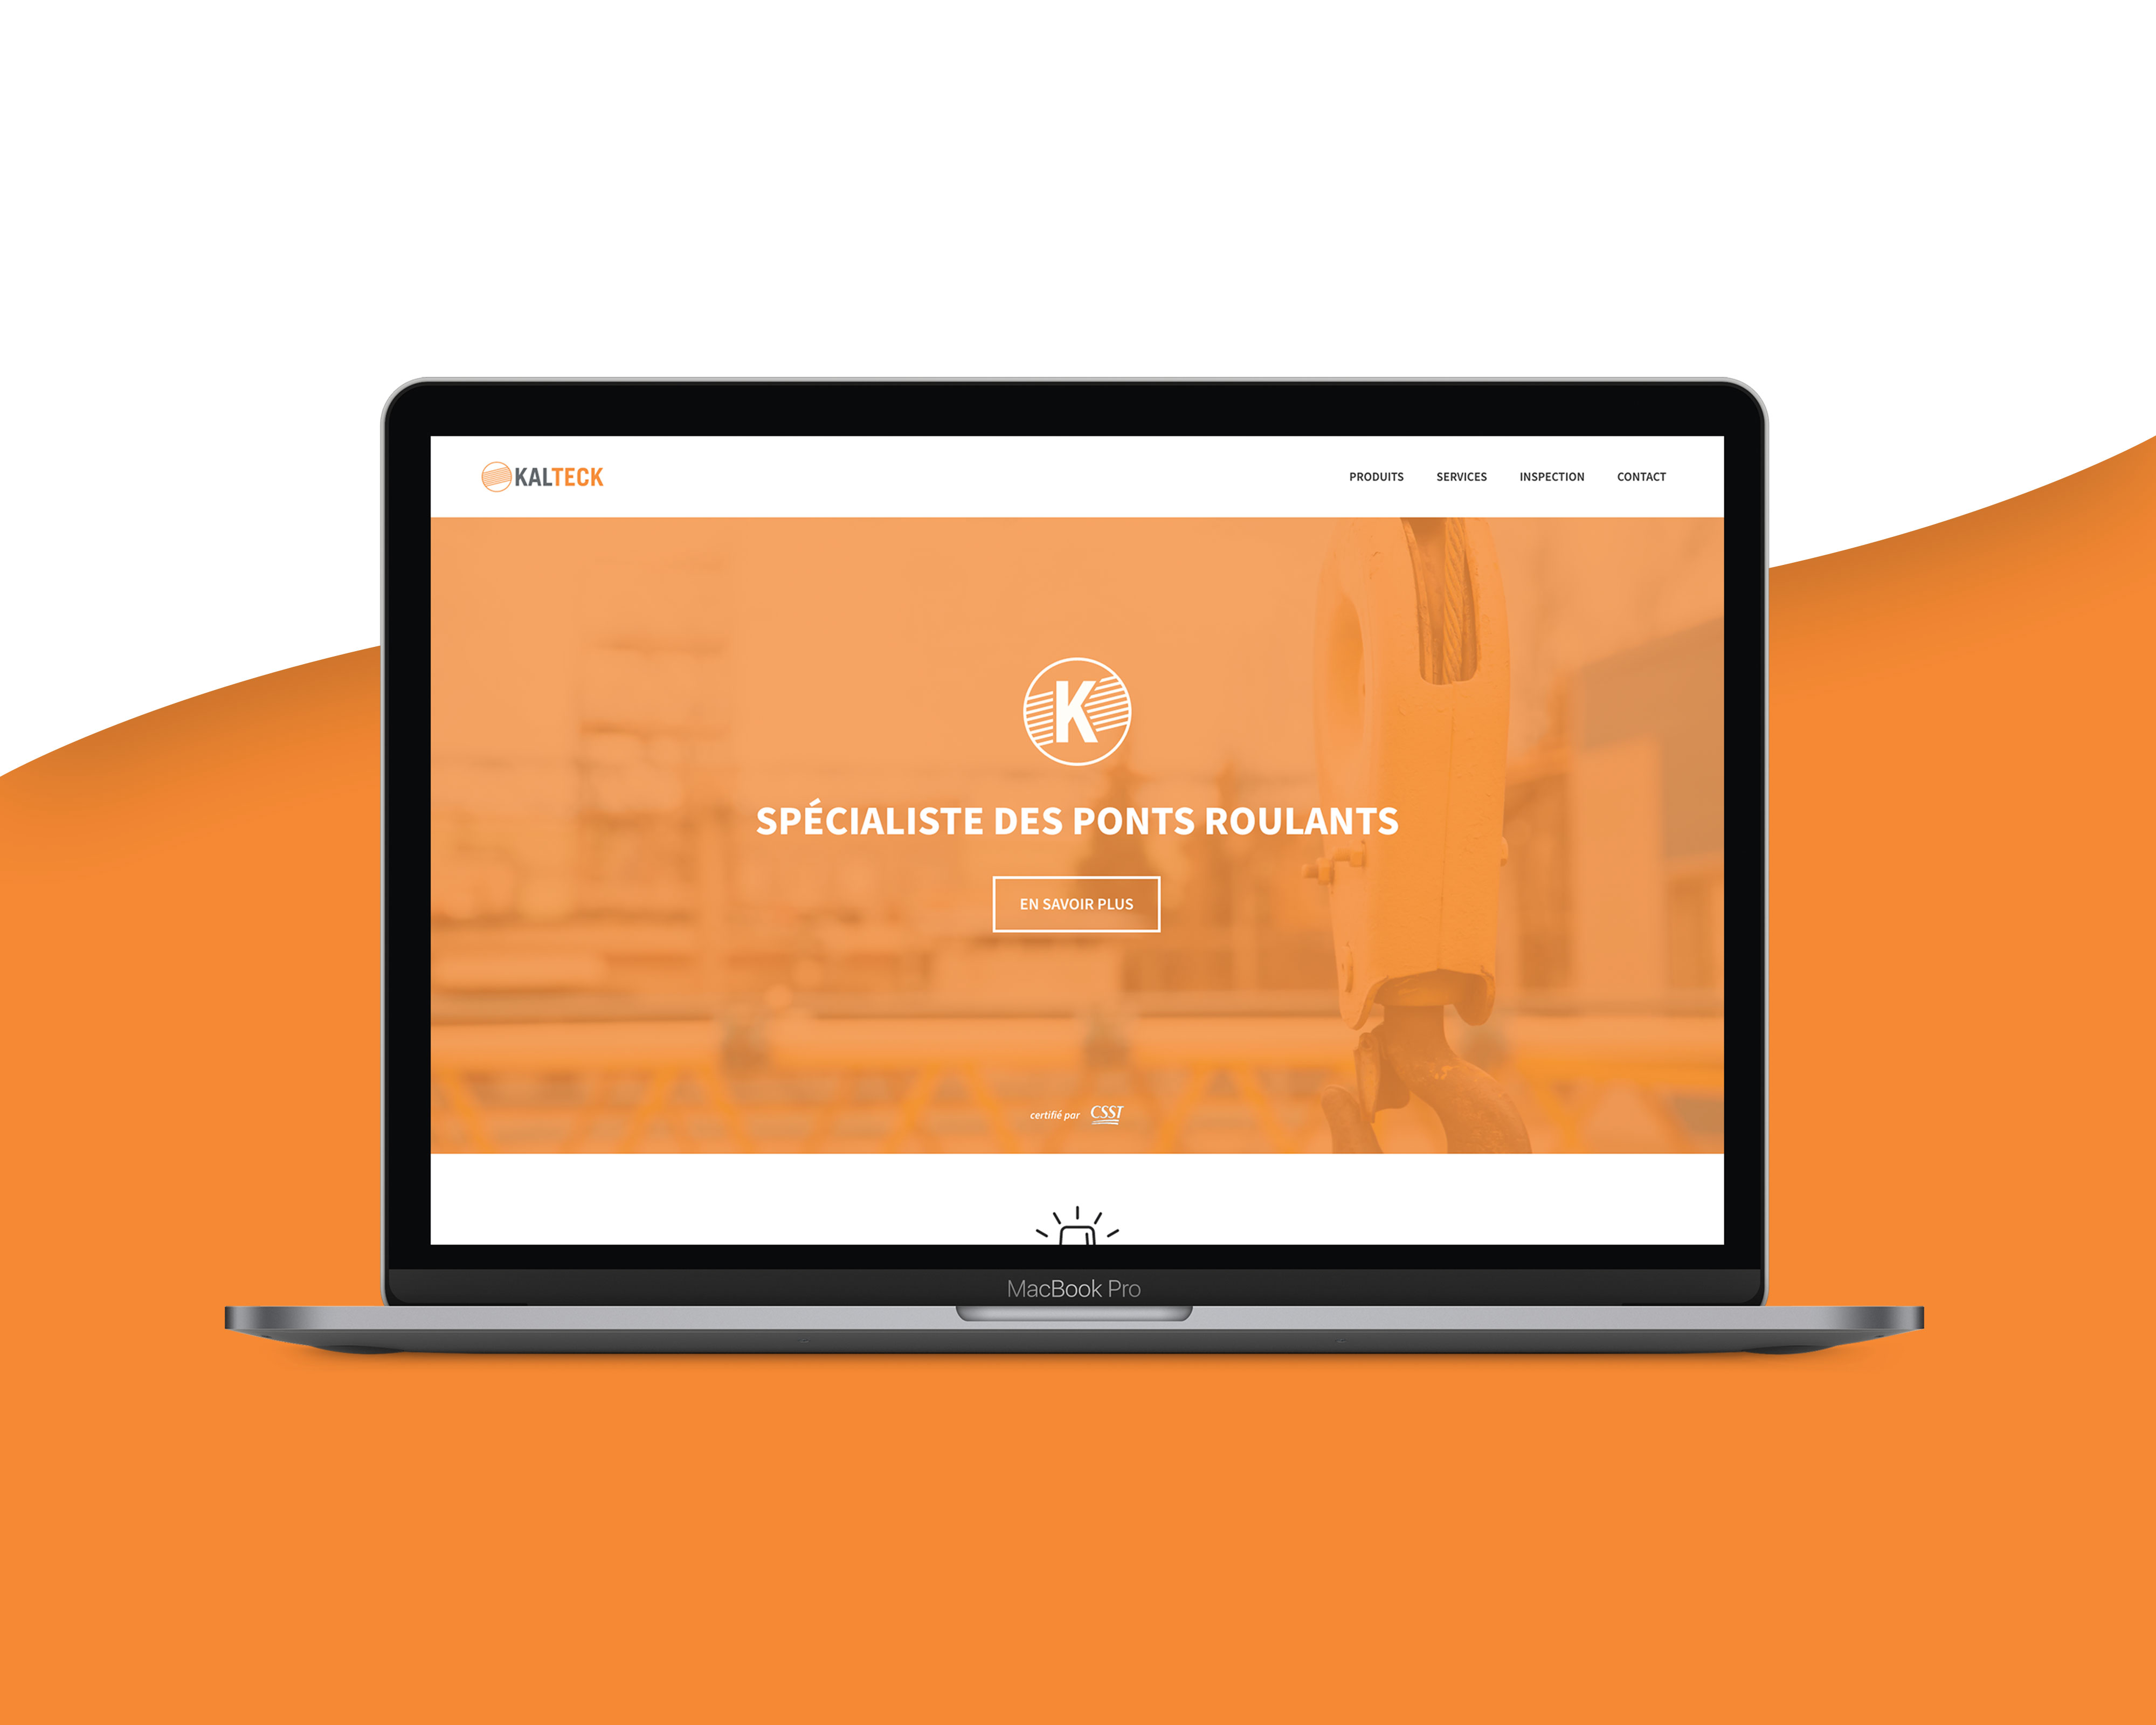 KALTECK
PRODUITS SERVICES INSPECTION CONTACT
K
SPÉCIALISTE DES PONTS ROULANTS
EN SAVOIR PLUS
certifié par CSST
MacBook Pro